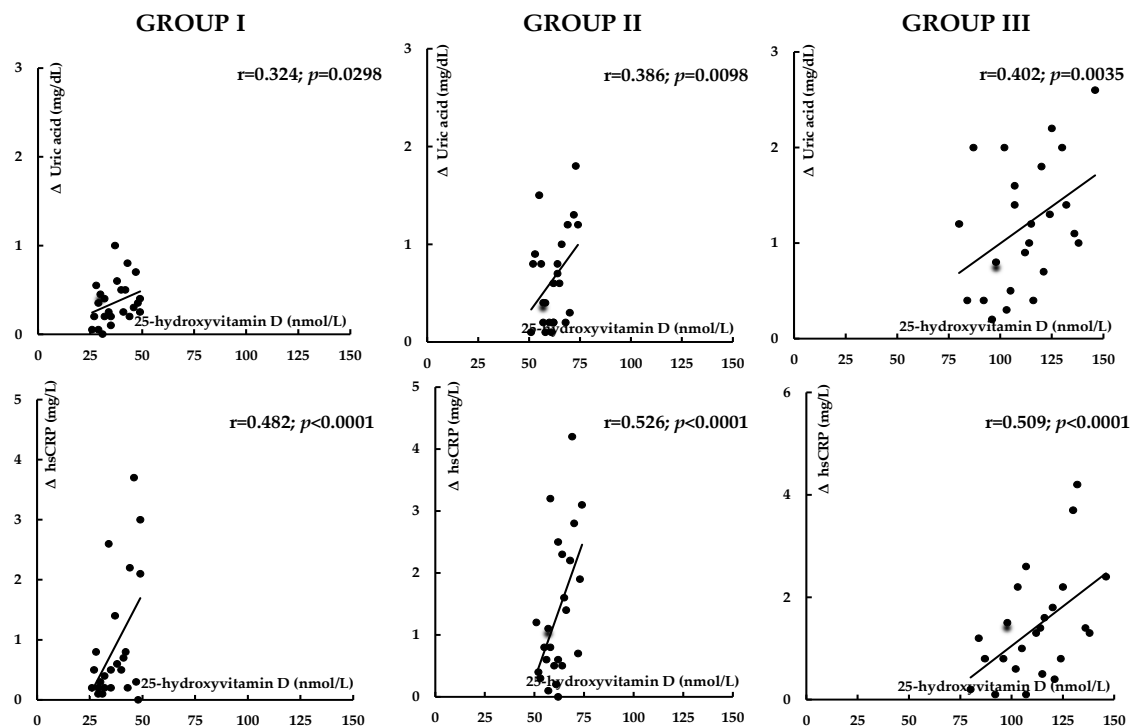 GROUP I
GROUP II
GROUP III
r=0.324; p=0.0298
Δ Uric acid (mg/dL)
3
2
1
0
25-hydroxyvitamin D (nmol/L)
0 25 50 75 100 125 150
r=0.386; p=0.0098
Δ Uric acid (mg/dL)
3
2
1
0
25-hydroxyvitamin D (nmol/L)
0 25 50 75 100 125 150
r=0.402; p=0.0035
Δ Uric acid (mg/dL)
3
2
1
0
25-hydroxyvitamin D (nmol/L)
0 25 50 75 100 125 150
r=0.482; p<0.0001
Δ hsCRP (mg/L)
5
4
3
2
1
0
25-hydroxyvitamin D (nmol/L)
0 25 50 75 100 125 150
r=0.526; p<0.0001
Δ hsCRP (mg/L)
5
4
3
2
1
0
25-hydroxyvitamin D (nmol/L)
0 25 50 75 100 125 150
r=0.509; p<0.0001
Δ hsCRP (mg/L)
6
4
2
0
25-hydroxyvitamin D (nmol/L)
0 25 50 75 100 125 150